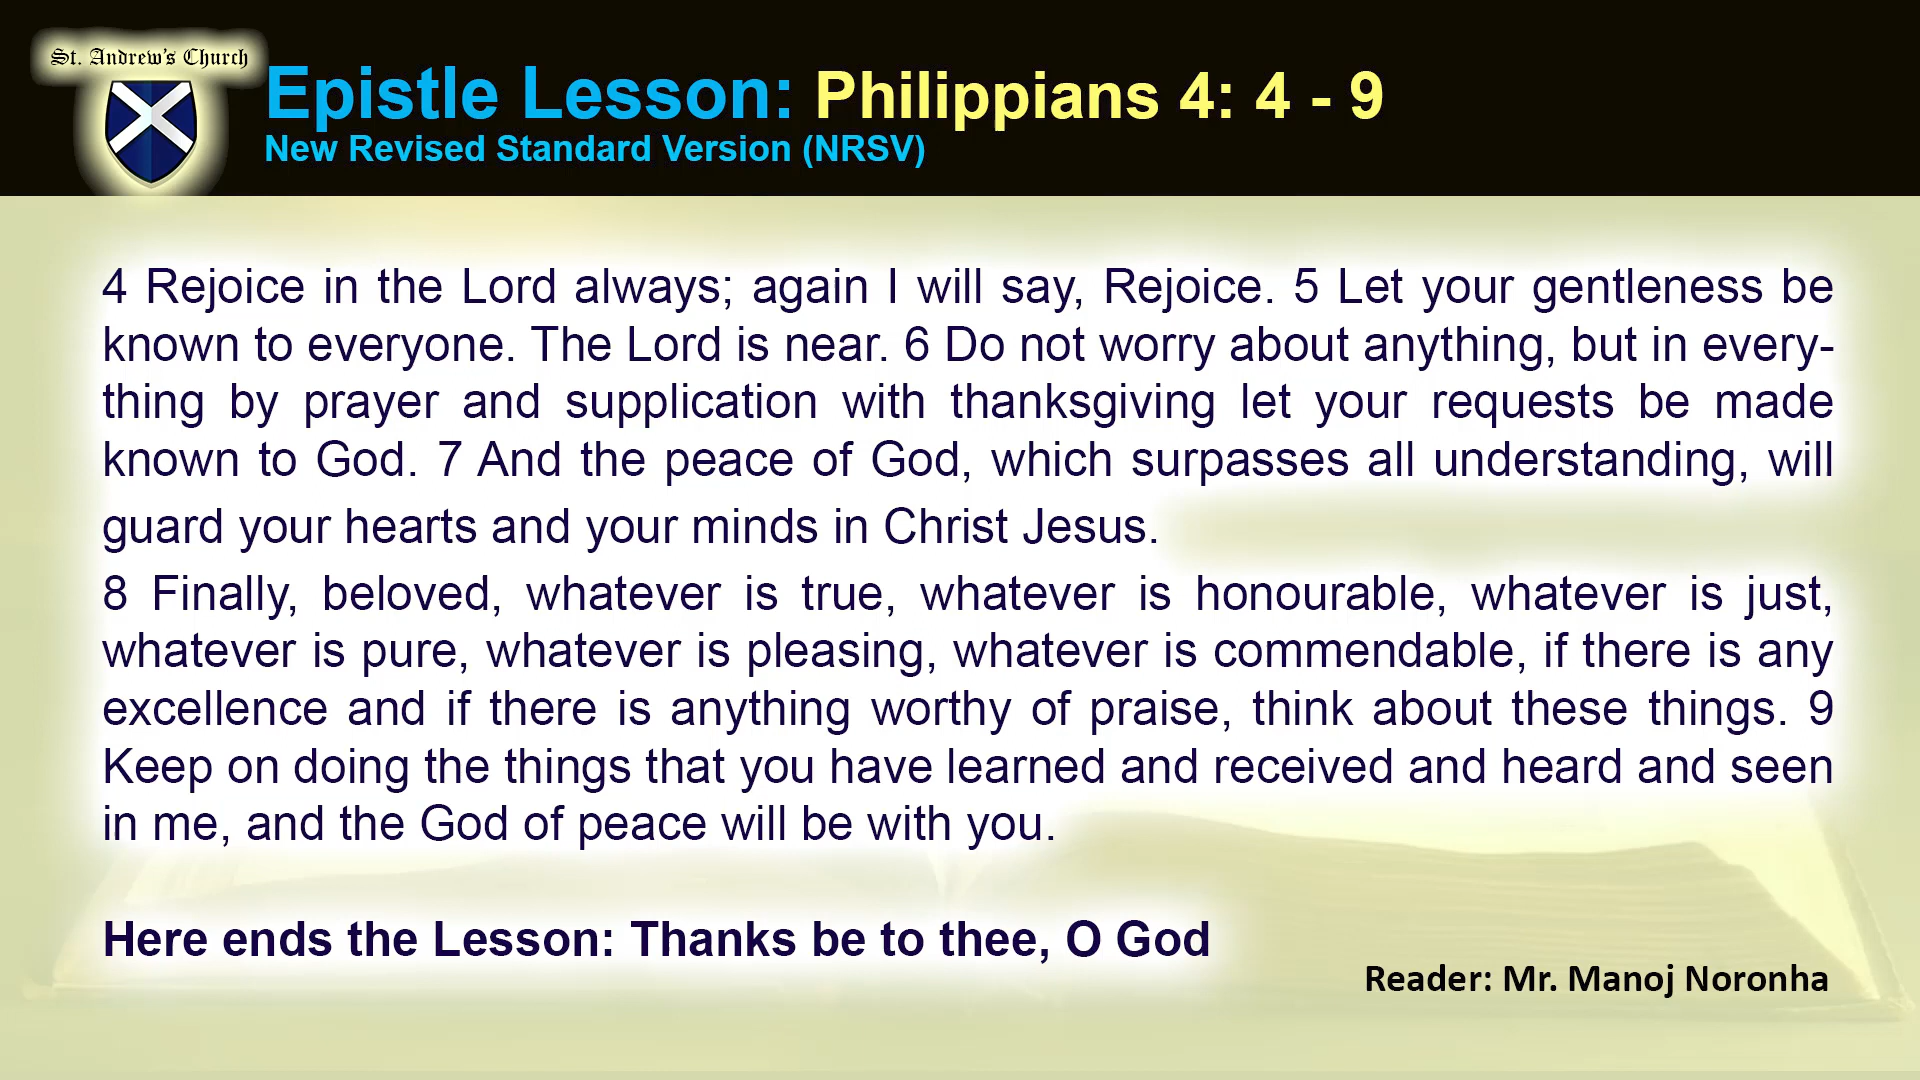 St. Andrew's Church
Epistle Lesson: Philippians 4: 4 - 9
New Revised Standard Version (NRSV)
4 Rejoice in the Lord always; again I will say, Rejoice. 5 Let your gentleness be
known to everyone. The Lord is near. 6 Do not worry about anything, but in every-
thing by prayer and supplication with thanksgiving let your requests be made
known to God. 7 And the peace of God, which surpasses all understanding, will
guard your hearts and your minds in Christ Jesus.
8 Finally, beloved, whatever is true, whatever is honourable, whatever is just,
whatever is pure, whatever is pleasing, whatever is commendable, if there is any
excellence and if there is anything worthy of praise, think about these things. 9
Keep on doing the things that you have learned and received and heard and seen
in me, and the God of peace will be with you.
Here ends the Lesson: Thanks be to thee, O God
Reader: Mr. Manoj Noronha